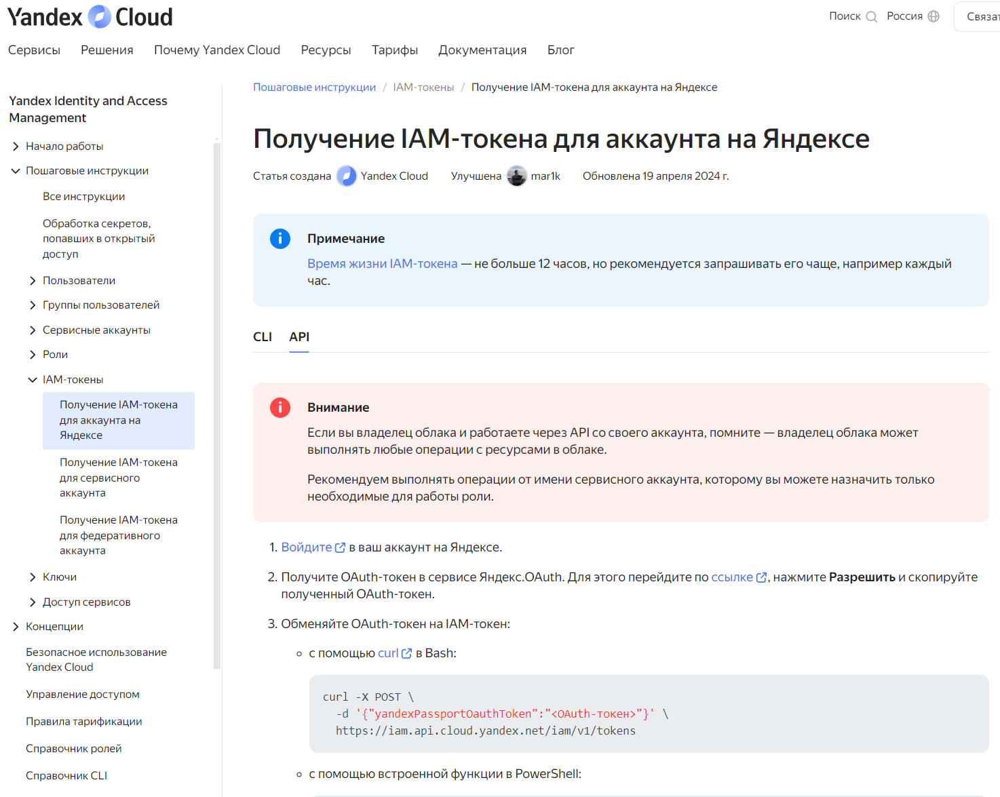 Yandex Cloud
Поиск
Россия
Связат
Сервисы
Решения
Почему Yandex Cloud
Ресурсы
Тарифы
Документация
Блог
Yandex Identity and Access
Management
Начало работы
Пошаговые инструкции
Все инструкции
Обработка секретов,
попавших в открытый
доступ
Пользователи
Группы пользователей
Сервисные аккаунты
Роли
IAM-токены
Получение IAM-токена
для аккаунта на
Яндексе
Получение IAM-токена
для сервисного
аккаунта
Получение IAM-токена
для федеративного
аккаунта
Ключи
Доступ сервисов
Концепции
Безопасное использование
Yandex Cloud
Управление доступом
Правила тарификации
Справочник ролей
Справочник CLI
Пошаговые инструкции / IAM-токены / Получение IAM-токена для аккаунта на Яндексе
Получение IAM-токена для аккаунта на Яндексе
Статья создана Yandex Cloud Улучшена mar1k Обновлена 19 апреля 2024 г.
Примечание
Время жизни IAM-токена — не больше 12 часов, но рекомендуется запрашивать его чаще, например каждый
час.
CLI API
Внимание
Если вы владелец облака и работаете через API со своего аккаунта, помните — владелец облака может
выполнять любые операции с ресурсами в облаке.
Рекомендуем выполнять операции от имени сервисного аккаунта, которому вы можете назначить только
необходимые для работы роли.
1. Войдите в ваш аккаунт на Яндексе.
2. Получите OAuth-токен в сервисе Яндекс.OAuth. Для этого перейдите по ссылке, нажмите Разрешить и скопируйте
полученный OAuth-токен.
3. Обменяйте OAuth-токен на IAM-токен:
с помощью curl в Bash:
curl -X POST \
-d '{"yandexPassportOauthToken":"<OAuth-токен>"}' \
https://iam.api.cloud.yandex.net/iam/v1/tokens
с помощью встроенной функции в PowerShell: